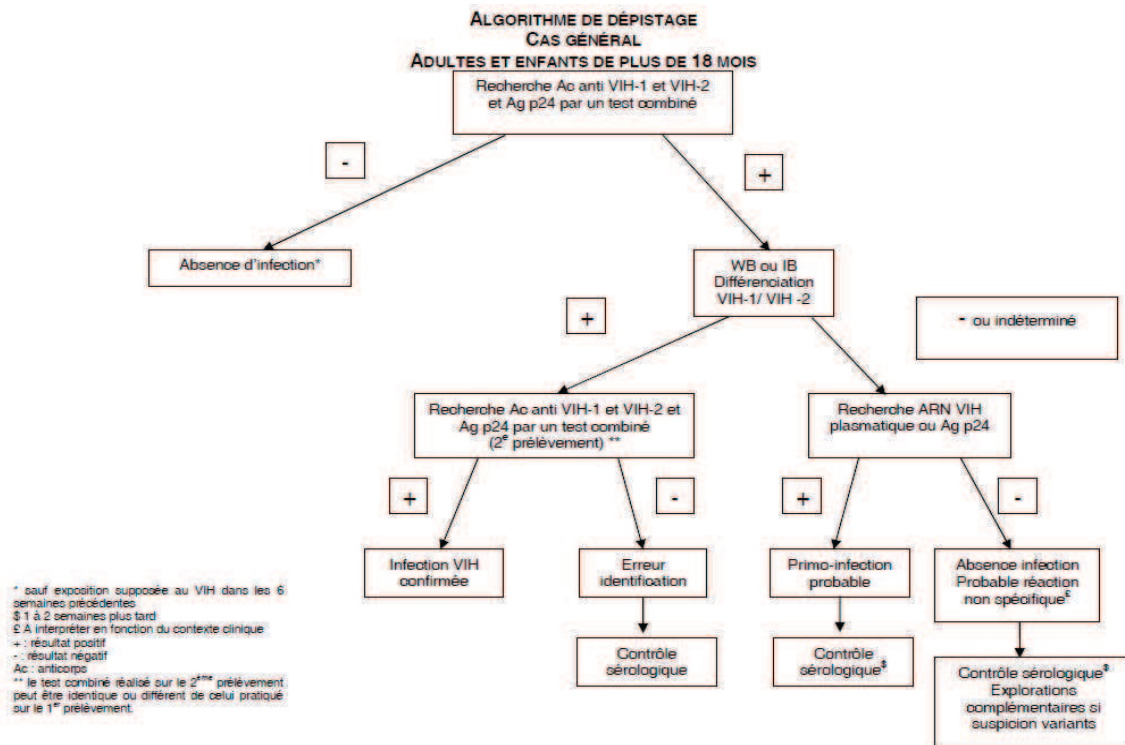 ALGORITHME DE DÉPISTAGE
CAS GÉNÉRAL
ADULTES ET ENFANTS DE PLUS DE 18 MOIS
Recherche Ac anti VIH-1 et VIH-2
et Ag p24 par un test combiné
-
+
Absence d'infection*
WB ou IB
Différenciation
VIH-1/ VIH -2
+
- ou indéterminé
Recherche Ac anti VIH-1 et VIH-2 et
Ag p24 par un test combiné
(2e prélèvement) **
Recherche ARN VIH
plasmatique ou Ag p24
+
-
+
-
Infection VIH
confirmée
Erreur
identification
Primo-infection
probable
Absence infection
Probable réaction
non spécifique£
Contrôle
sérologique
Contrôle
sérologique$
Contrôle sérologique$
Explorations
complémentaires si
suspicion variants
* sauf exposition supposée au VIH dans les 6
semaines précédentes
$ 1 à 2 semaines plus tard
£ A interpréter en fonction du contexte clinique
+ : résultat positif
- : résultat négatif
Ac : anticorps
** le test combiné réalisé sur le 2ème prélèvement
peut être identique ou différent de celui pratiqué
sur le 1er prélèvement.